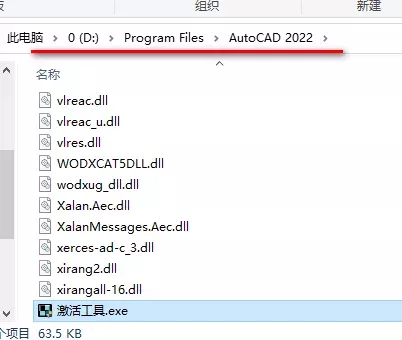 组织
新建
此电脑 > 0 (D:) > Program Files > AutoCAD 2022 >
名称
vlreac.dll
vlreac_u.dll
vlres.dll
WODXCAT5DLL.dll
wodxug_dll.dll
Xalan.Aec.dll
XalanMessages.Aec.dll
xerces-ad-c_3.dll
xirang2.dll
xirangall-16.dll
激活工具.exe
个项目 63.5 KB